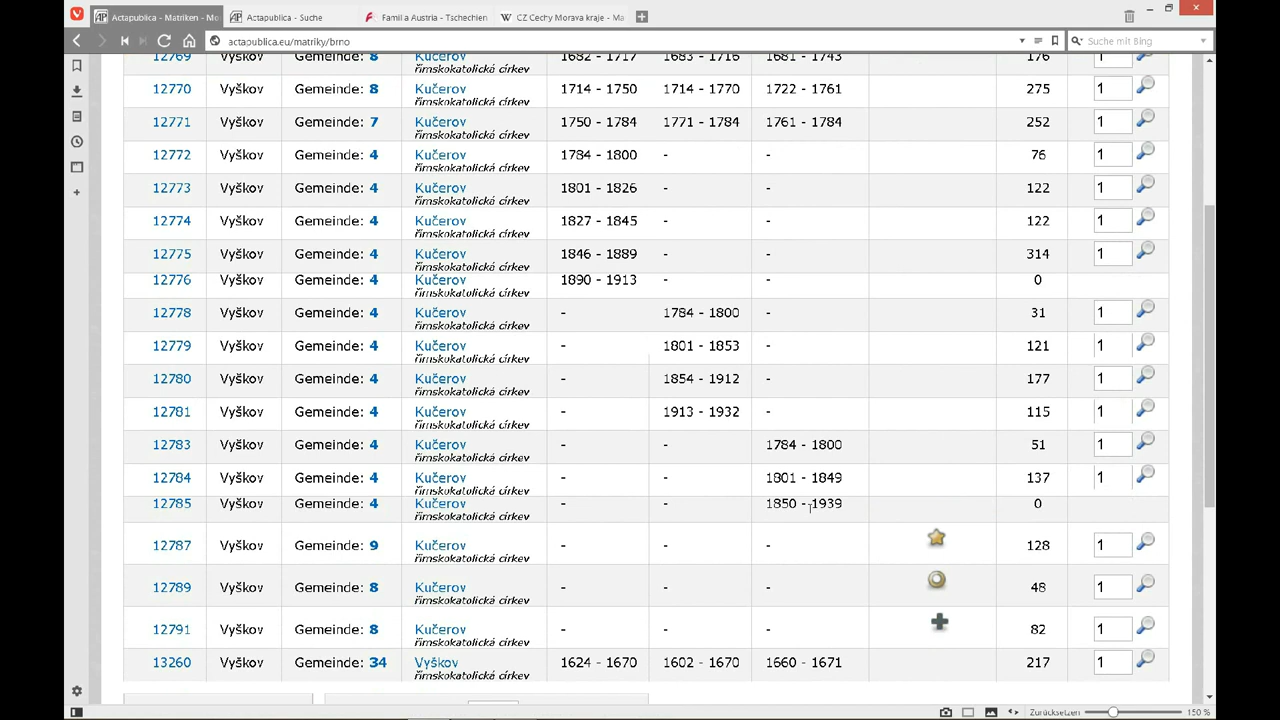 Actapublica - Matriken - Mo
Actapublica - Suche
Famil a Austria - Tschechien
CZ Cechy Morava kraje - Ma
actapublica.eu/matriky/brno
Suche mit Bing
12769 Vyškov Gemeinde: 8 Kučerov 1682 - 1717 1683 - 1716 1681 - 1743 176 1
římskokatolická církev
12770 Vyškov Gemeinde: 8 Kučerov 1714 - 1750 1714 - 1770 1722 - 1761 275 1
římskokatolická církev
12771 Vyškov Gemeinde: 7 Kučerov 1750 - 1784 1771 - 1784 1761 - 1784 252 1
římskokatolická církev
12772 Vyškov Gemeinde: 4 Kučerov 1784 - 1800 - - 76 1
římskokatolická církev
12773 Vyškov Gemeinde: 4 Kučerov 1801 - 1826 - - 122 1
římskokatolická církev
12774 Vyškov Gemeinde: 4 Kučerov 1827 - 1845 - - 122 1
římskokatolická církev
12775 Vyškov Gemeinde: 4 Kučerov 1846 - 1889 - - 314 1
římskokatolická církev
12776 Vyškov Gemeinde: 4 Kučerov 1890 - 1913 - - 0
římskokatolická církev
12778 Vyškov Gemeinde: 4 Kučerov - 1784 - 1800 - 31 1
římskokatolická církev
12779 Vyškov Gemeinde: 4 Kučerov - 1801 - 1853 - 121 1
římskokatolická církev
12780 Vyškov Gemeinde: 4 Kučerov - 1854 - 1912 - 177 1
římskokatolická církev
12781 Vyškov Gemeinde: 4 Kučerov - 1913 - 1932 - 115 1
římskokatolická církev
12783 Vyškov Gemeinde: 4 Kučerov - - 1784 - 1800 51 1
římskokatolická církev
12784 Vyškov Gemeinde: 4 Kučerov - - 1801 - 1849 137 1
římskokatolická církev
12785 Vyškov Gemeinde: 4 Kučerov - - 1850 - 1939 0
římskokatolická církev
12787 Vyškov Gemeinde: 9 Kučerov - - - 128 1
římskokatolická církev
12789 Vyškov Gemeinde: 8 Kučerov - - - 48 1
římskokatolická církev
12791 Vyškov Gemeinde: 8 Kučerov - - - 82 1
římskokatolická církev
13260 Vyškov Gemeinde: 34 Vyškov 1624 - 1670 1602 - 1670 1660 - 1671 217 1
římskokatolická církev
Zurücksetzen 150 %